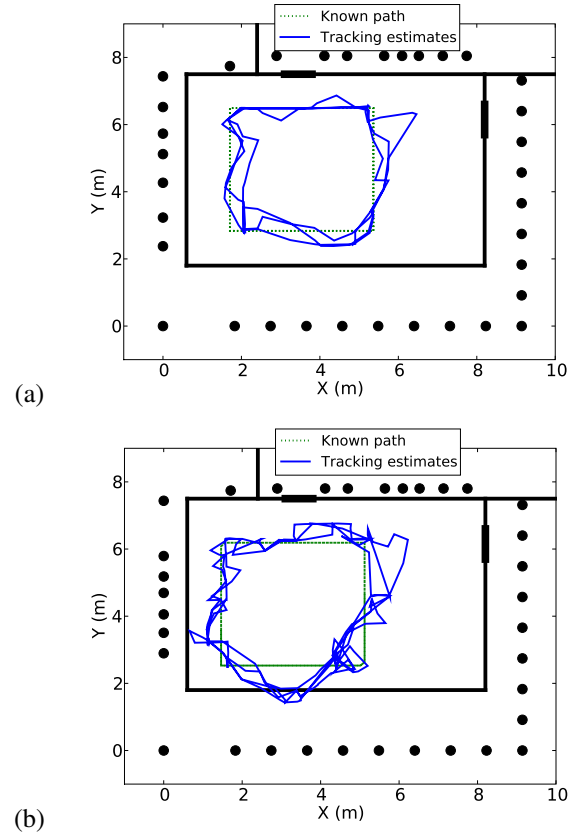 Known path
Tracking estimates
8
6
4
2
0
Y (m)
0 2 4 6 8 10
X (m)
(a)
Known path
Tracking estimates
8
6
4
2
0
Y (m)
0 2 4 6 8 10
X (m)
(b)